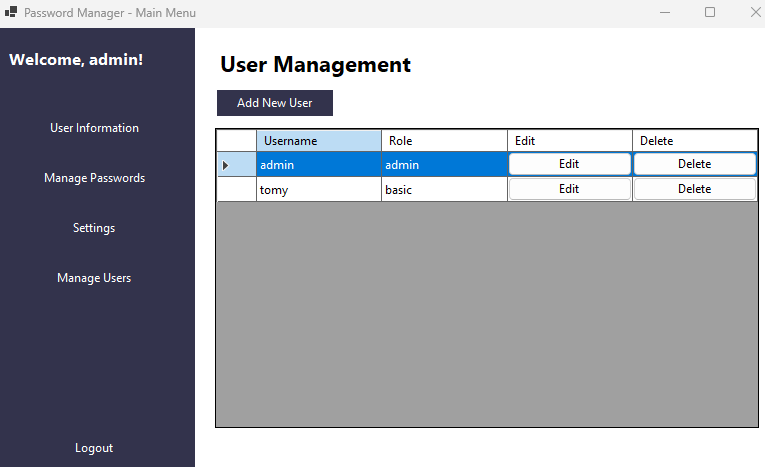 Password Manager - Main Menu
Welcome, admin!
User Information
Manage Passwords
Settings
Manage Users
Logout
User Management
Add New User
Username Role Edit Delete
admin admin Edit Delete
tomy basic Edit Delete